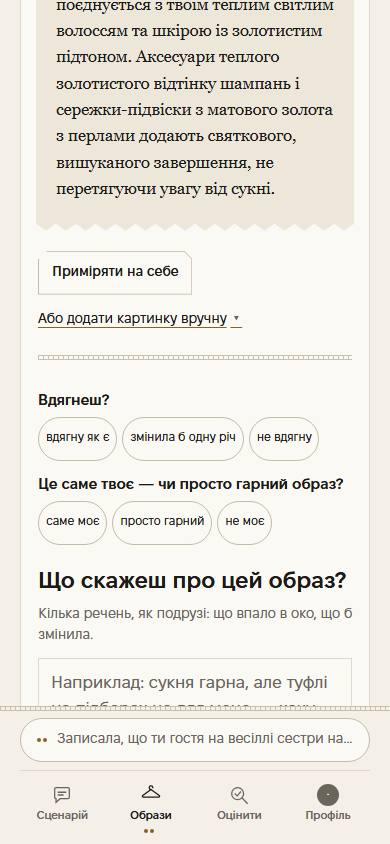 поєднується з твоїм теплим світлим
волоссям та шкірою із золотистим
підтоном. Аксесуари теплого
золотистого відтінку шампань і
сережки-підвіски з матового золота
з перлами додають святкового,
вишуканого завершення, не
перетягуючи увагу від сукні.
Приміряти на себе
Або додати картинку вручну ▾
Вдягнеш?
вдягну як є
змінила б одну річ
не вдягну
Це саме твоє — чи просто гарний образ?
саме моє
просто гарний
не моє
Що скажеш про цей образ?
Кілька речень, як подрузі: що впало в око, що б
змінила.
Наприклад: сукня гарна, але туфлі
Записала, що ти гостя на весіллі сестри на...
Сценарій
Образи
Оцінити
Профіль